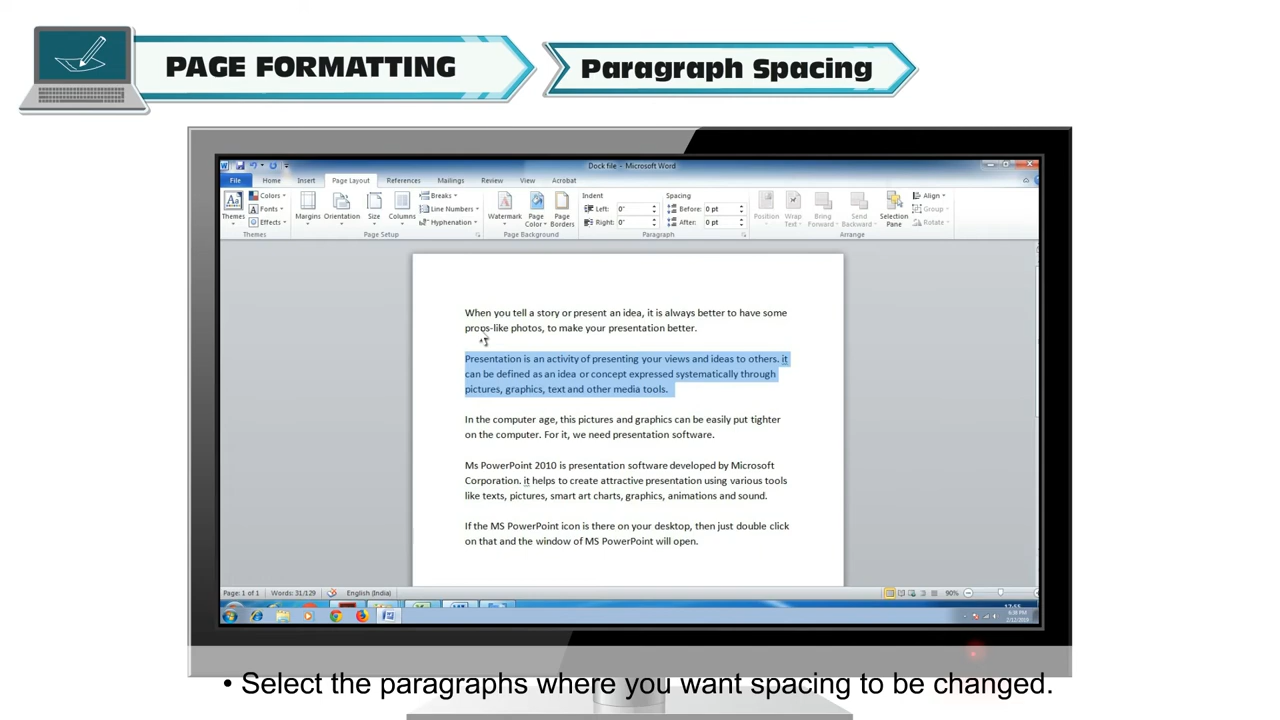 PAGE FORMATTING
Paragraph Spacing
Dock file - Microsoft Word
File Home Insert Page Layout References Mailings Review View Acrobat
Themes
Colors
Fonts
Effects
Themes
Margins Orientation Size Columns
Breaks
Line Numbers
Hyphenation
Page Setup
Watermark Page Color Page Borders
Page Background
Indent
Left: 0"
Right: 0"
Spacing
Before: 0 pt
After: 0 pt
Paragraph
Position Wrap Text Bring Forward Send Backward Selection Pane
Align
Group
Rotate
Arrange
When you tell a story or present an idea, it is always better to have some
props-like photos, to make your presentation better.
Presentation is an activity of presenting your views and ideas to others. it
can be defined as an idea or concept expressed systematically through
pictures, graphics, text and other media tools.
In the computer age, this pictures and graphics can be easily put tighter
on the computer. For it, we need presentation software.
Ms PowerPoint 2010 is presentation software developed by Microsoft
Corporation. it helps to create attractive presentation using various tools
like texts, pictures, smart art charts, graphics, animations and sound.
If the MS PowerPoint icon is there on your desktop, then just double click
on that and the window of MS PowerPoint will open.
Page: 1 of 1 Words: 31/129 English (India) 90%
• Select the paragraphs where you want spacing to be changed.